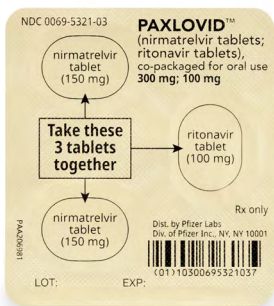 NDC 0069-5321-03
PAXLOVID™
(nirmatrelvir tablets;
ritonavir tablets),
co-packaged for oral use
300 mg; 100 mg
nirmatrelvir
tablet
(150 mg)
Take these
3 tablets
together
ritonavir
tablet
(100 mg)
nirmatrelvir
tablet
(150 mg)
Rx only
PAA206981
Dist. by Pfizer Labs
Div. of Pfizer Inc., NY, NY 10001
(01)10300695321037
LOT:
EXP: